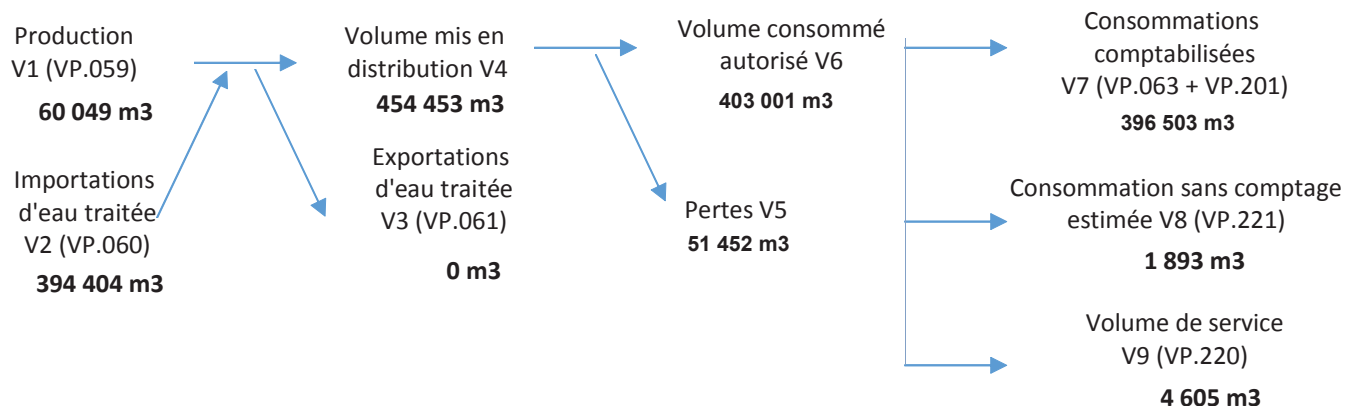 Production
V1 (VP.059)
60 049 m3
Importations
d'eau traitée
V2 (VP.060)
394 404 m3
Volume mis en
distribution V4
454 453 m3
Exportations
d'eau traitée
V3 (VP.061)
0 m3
Volume consommé
autorisé V6
403 001 m3
Pertes V5
51 452 m3
Consommations
comptabilisées
V7 (VP.063 + VP.201)
396 503 m3
Consommation sans comptage
estimée V8 (VP.221)
1 893 m3
Volume de service
V9 (VP.220)
4 605 m3